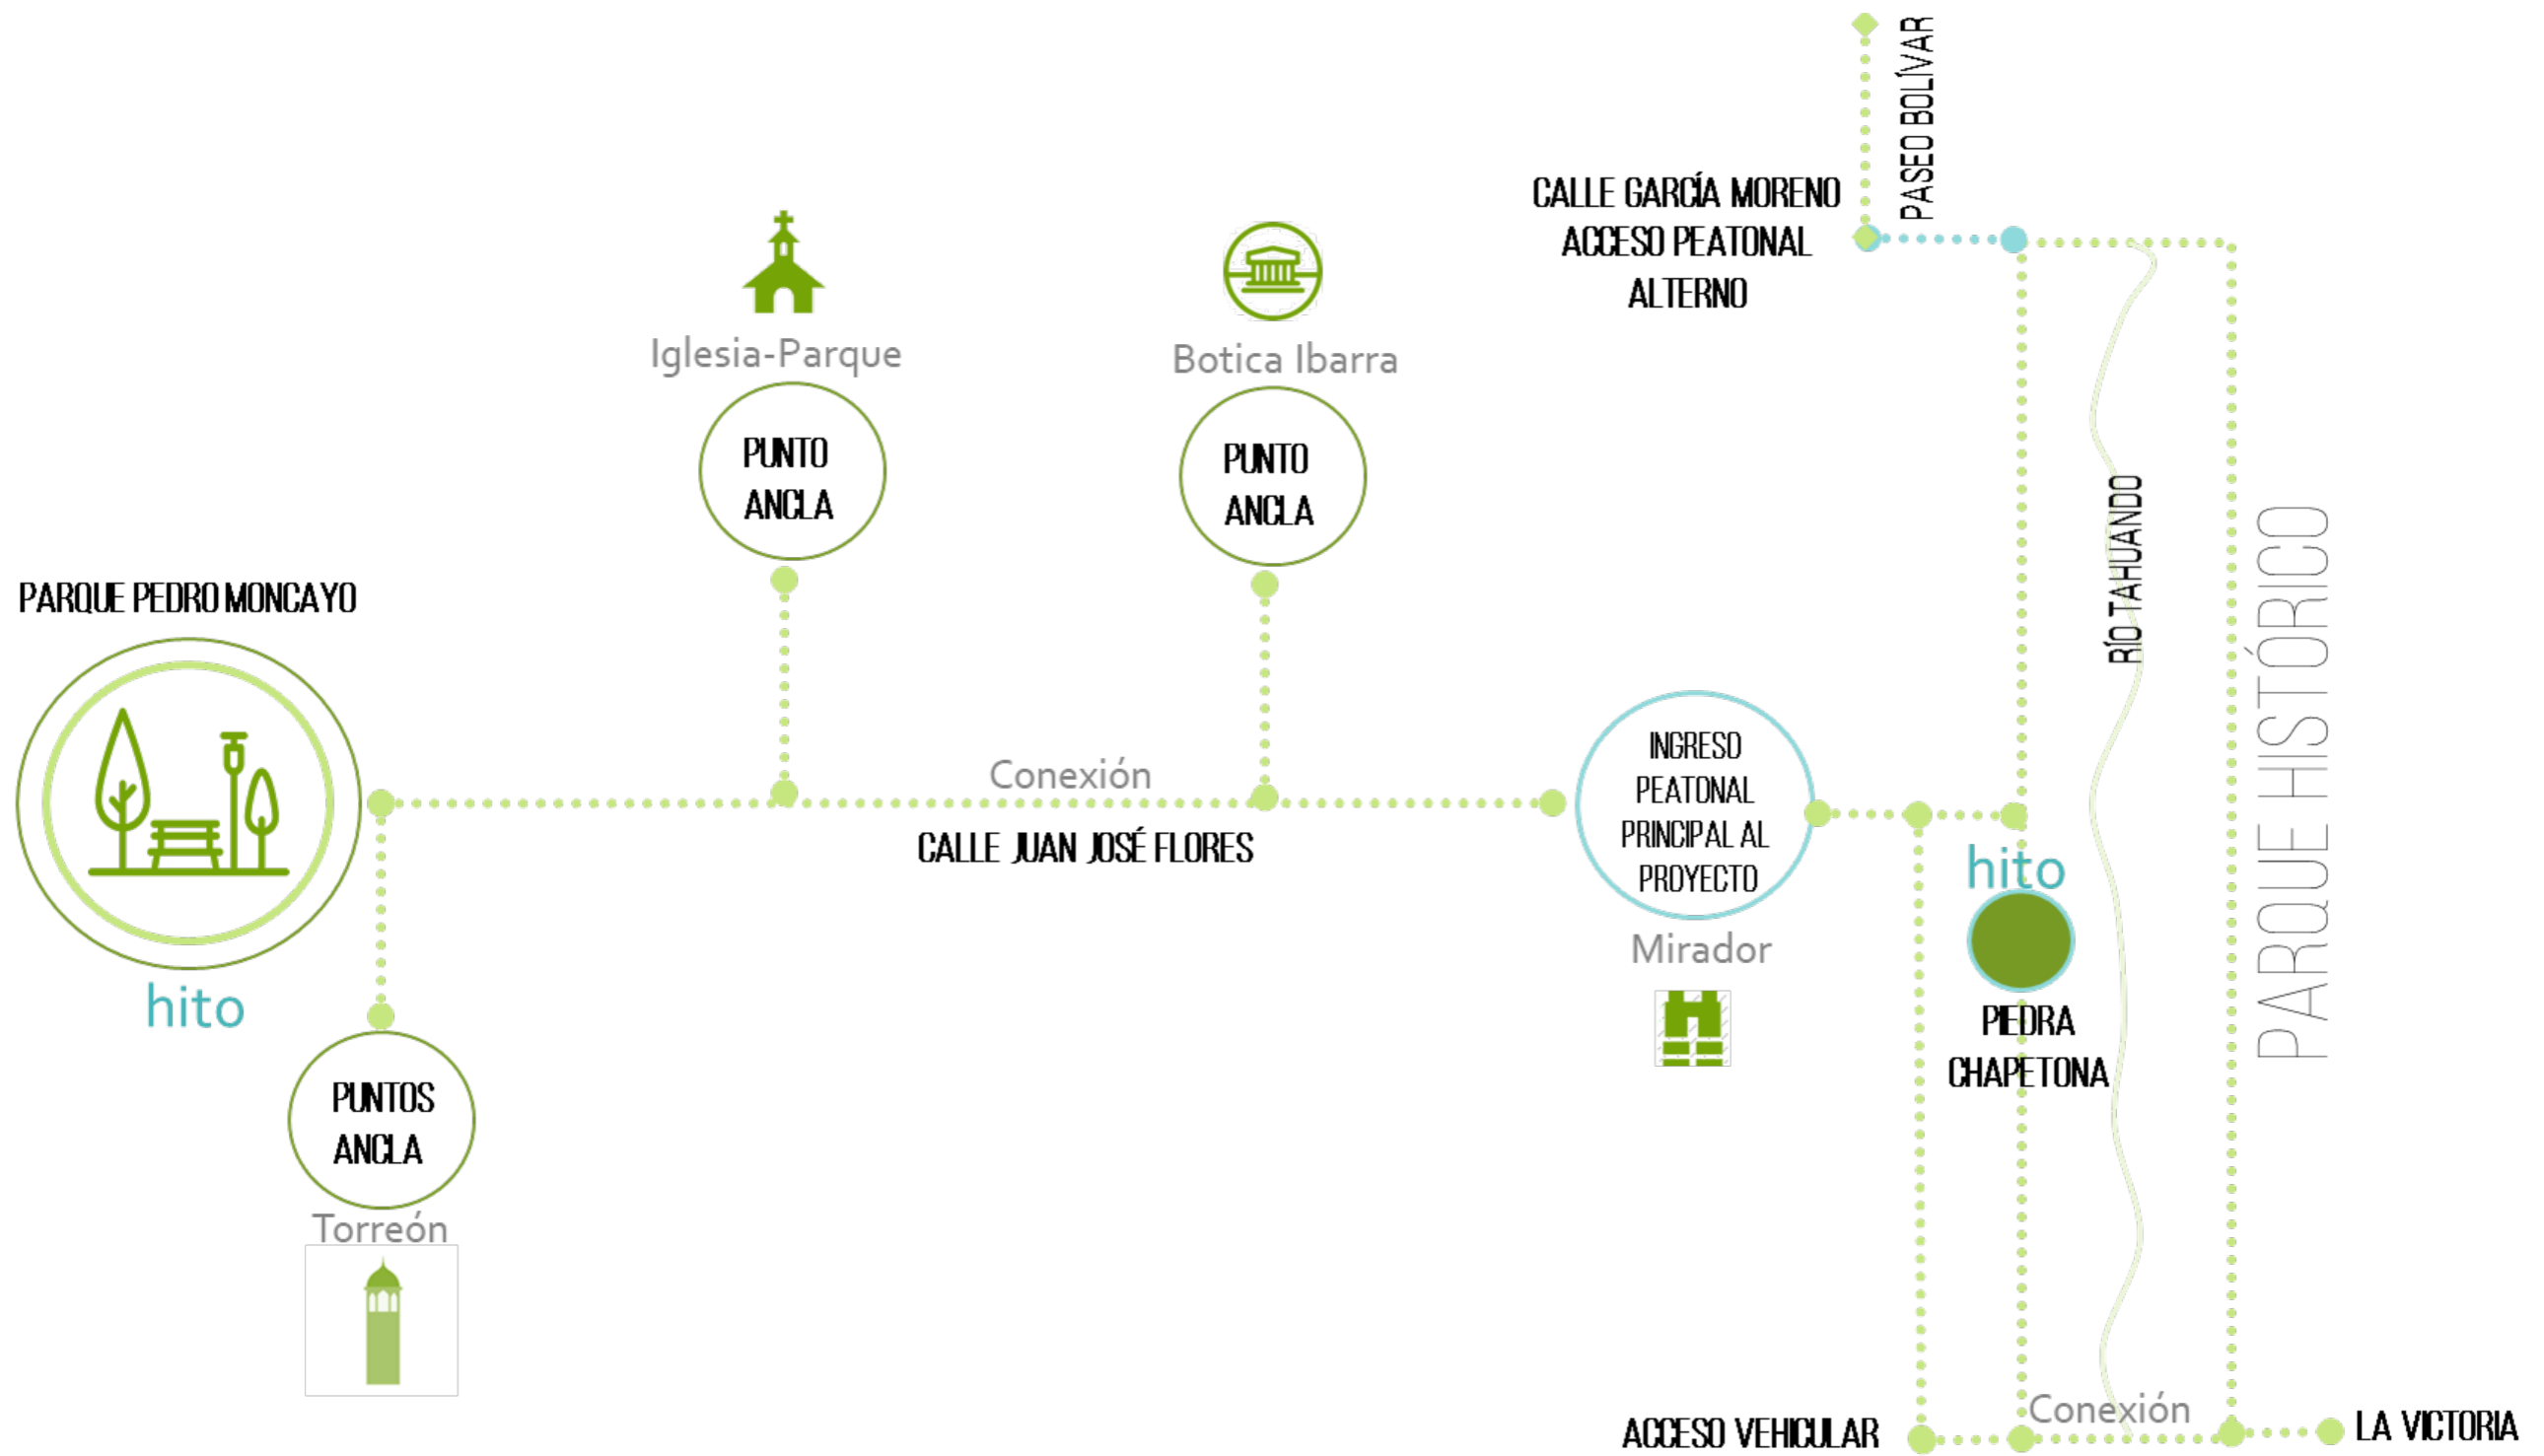 PASEO BOLÍVAR
CALLE GARCÍA MORENO
ACCESO PEATONAL
ALTERNO
Iglesia-Parque
PUNTO
ANCLA
Botica Ibarra
PUNTO
ANCLA
PARQUE PEDRO MONCAYO
hito
Conexión
CALLE JUAN JOSÉ FLORES
INGRESO
PEATONAL
PRINCIPAL AL
PROYECTO
Mirador
hito
PIEDRA
CHAPETONA
RÍO TAHUANDO
PARQUE HISTÓRICO
PUNTOS
ANCLA
Torreón
ACCESO VEHICULAR
Conexión
LA VICTORIA